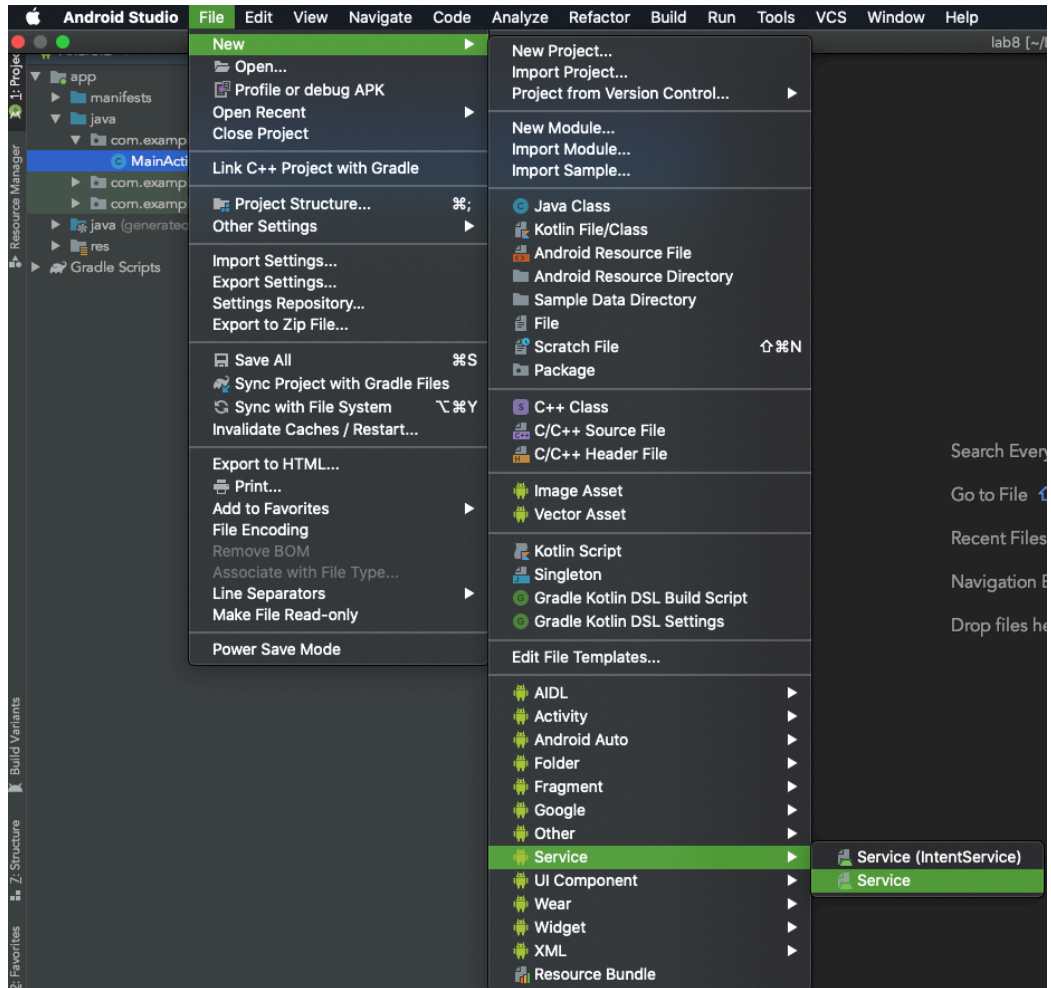 Android Studio File Edit View Navigate Code Analyze Refactor Build Run Tools VCS Window Help
lab8 [~/
1: Projec
Resource Manager
Build Variants
Z: Structure
2: Favorites
app
manifests
java
com.examp
MainActi
com.examp
com.examp
java (generated
res
Gradle Scripts
New
Open...
Profile or debug APK
Open Recent
Close Project
Link C++ Project with Gradle
Project Structure... ⌘;
Other Settings
Import Settings...
Export Settings...
Settings Repository...
Export to Zip File...
Save All ⌘S
Sync Project with Gradle Files
Sync with File System ⌥⌘Y
Invalidate Caches / Restart...
Export to HTML...
Print...
Add to Favorites
File Encoding
Remove BOM
Associate with File Type...
Line Separators
Make File Read-only
Power Save Mode
New Project...
Import Project...
Project from Version Control...
New Module...
Import Module...
Import Sample...
Java Class
Kotlin File/Class
Android Resource File
Android Resource Directory
Sample Data Directory
File
Scratch File ⇧⌘N
Package
C++ Class
C/C++ Source File
C/C++ Header File
Image Asset
Vector Asset
Kotlin Script
Singleton
Gradle Kotlin DSL Build Script
Gradle Kotlin DSL Settings
Edit File Templates...
AIDL
Activity
Android Auto
Folder
Fragment
Google
Other
Service
UI Component
Wear
Widget
XML
Resource Bundle
Service (IntentService)
Service
Search Every
Go to File ⇧
Recent Files
Navigation B
Drop files he